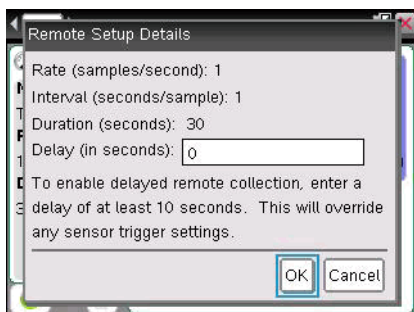 Remote Setup Details
Rate (samples/second): 1
Interval (seconds/sample): 1
Duration (seconds): 30
Delay (in seconds): 0
To enable delayed remote collection, enter a
delay of at least 10 seconds. This will override
any sensor trigger settings.
OK Cancel